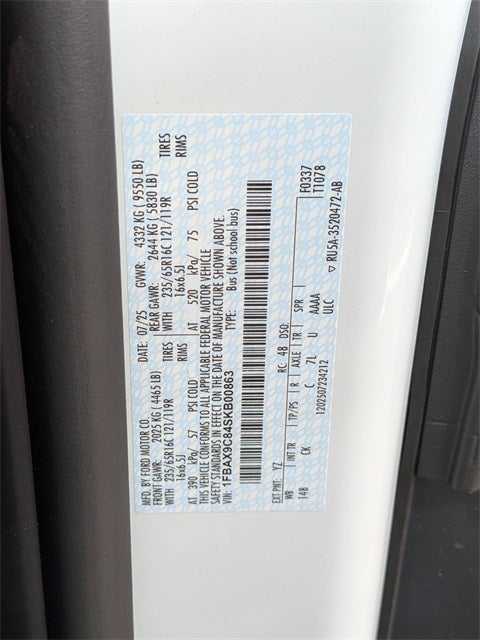 MFD. BY FORD MOTOR CO.
DATE: 07/25 GVWR: 4332 KG ( 9550 LB)
FRONT GAWR: 2025 KG ( 4465 LB) REAR GAWR: 2644 KG ( 5830 LB)
WITH 235/65R16C 121/119R TIRES WITH 235/65R16C 121/119R TIRES
16x6.5J RIMS 16x6.5J RIMS
AT 390 kPa/ 57 PSI COLD AT 520 kPa/ 75 PSI COLD
THIS VEHICLE CONFORMS TO ALL APPLICABLE FEDERAL MOTOR VEHICLE
SAFETY STANDARDS IN EFFECT ON THE DATE OF MANUFACTURE SHOWN ABOVE.
VIN: 1FBAX9C84SKB00863 TYPE: Bus (Not school bus)
F0337
T1078
EXT PNT: YZ RC: 48 DSO:
WB INT TR TP/PS R AXLE TR SPR
148 CK C 7L U AAAA
ULC
1202507234212 ▽ RU5A-3520472-AB